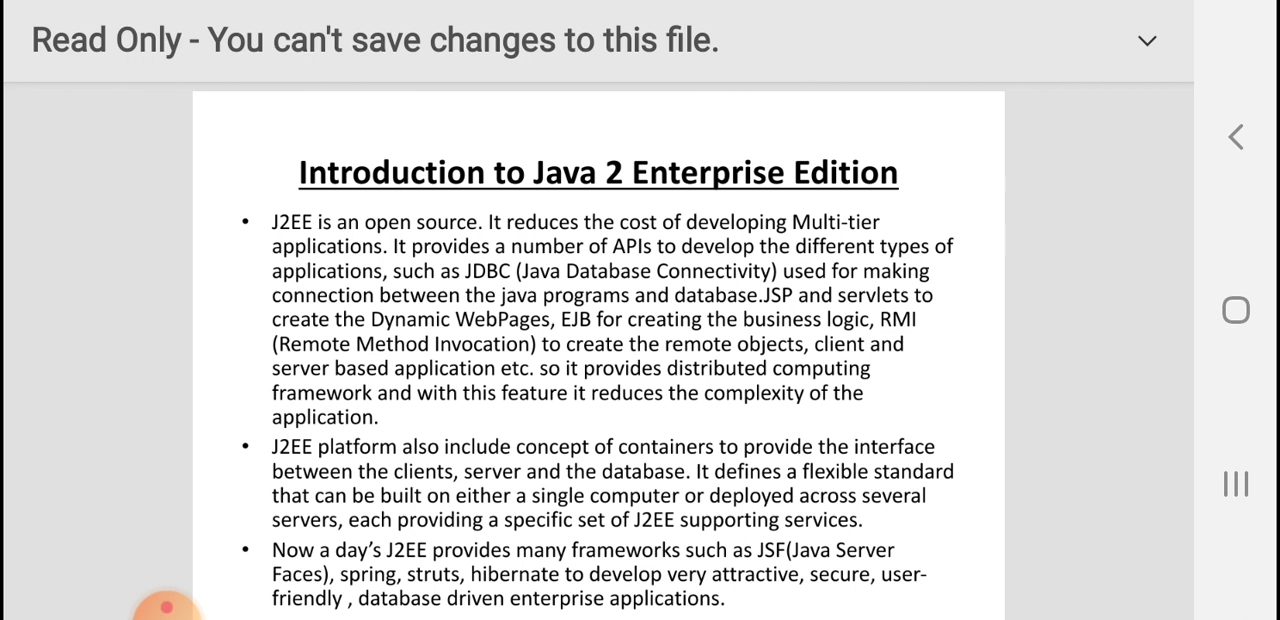 Read Only - You can't save changes to this file.
Introduction to Java 2 Enterprise Edition
• J2EE is an open source. It reduces the cost of developing Multi-tier
applications. It provides a number of APIs to develop the different types of
applications, such as JDBC (Java Database Connectivity) used for making
connection between the java programs and database.JSP and servlets to
create the Dynamic WebPages, EJB for creating the business logic, RMI
(Remote Method Invocation) to create the remote objects, client and
server based application etc. so it provides distributed computing
framework and with this feature it reduces the complexity of the
application.
• J2EE platform also include concept of containers to provide the interface
between the clients, server and the database. It defines a flexible standard
that can be built on either a single computer or deployed across several
servers, each providing a specific set of J2EE supporting services.
• Now a day's J2EE provides many frameworks such as JSF(Java Server
Faces), spring, struts, hibernate to develop very attractive, secure, user-
friendly , database driven enterprise applications.